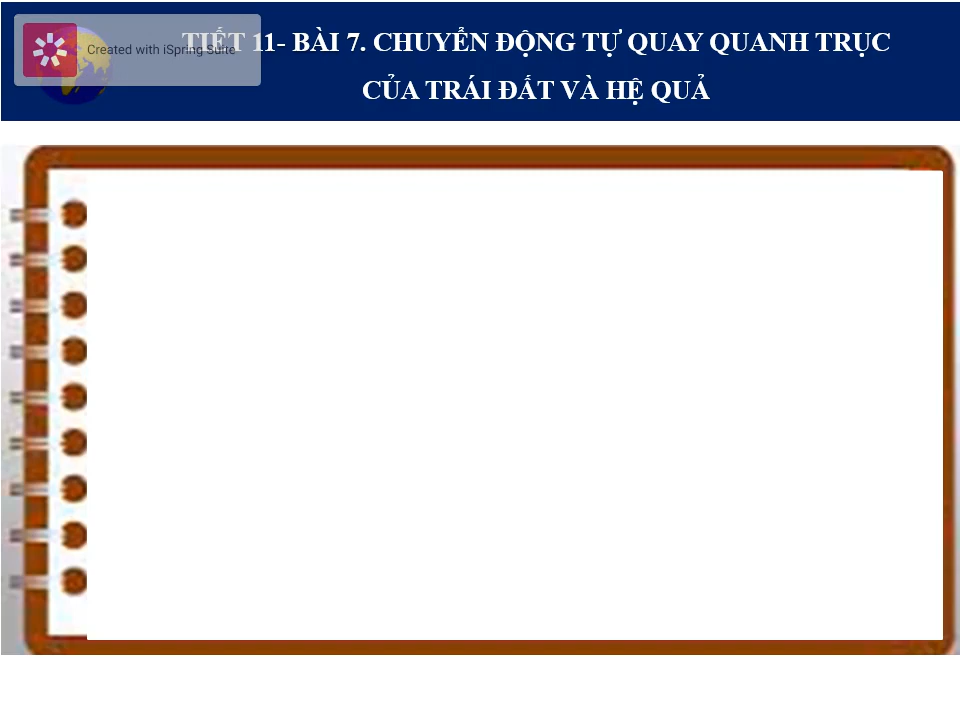 TIẾT 11- BÀI 7. CHUYỂN ĐỘNG TỰ QUAY QUANH TRỤC
CỦA TRÁI ĐẤT VÀ HỆ QUẢ
Created with iSpring Suite